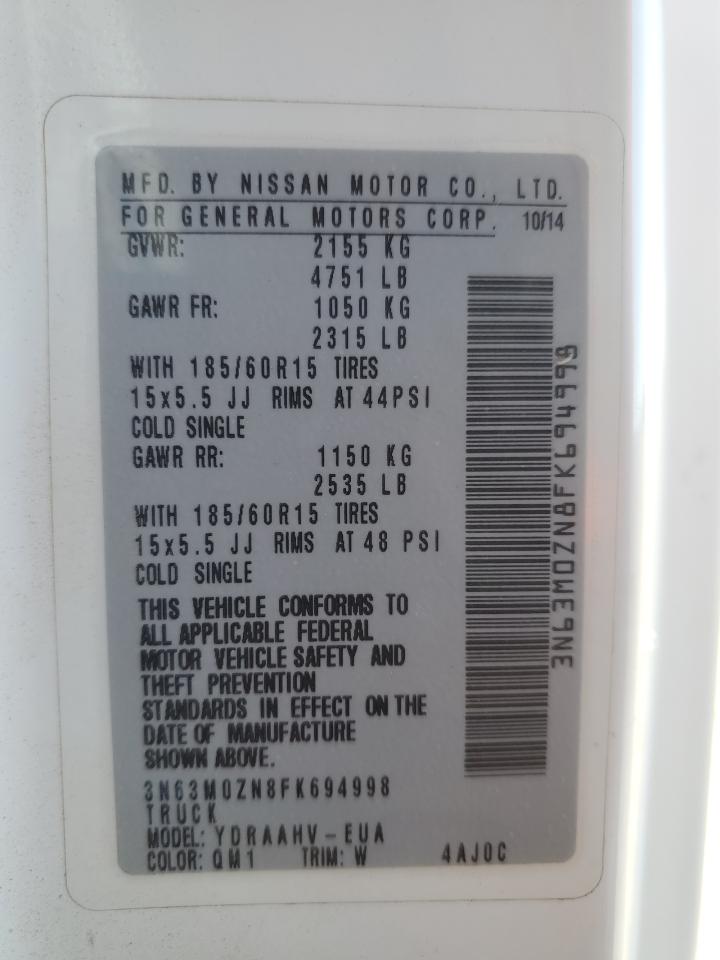 MFD. BY NISSAN MOTOR CO., LTD.
FOR GENERAL MOTORS CORP. 10/14
GVWR: 2155 KG
4751 LB
GAWR FR: 1050 KG
2315 LB
WITH 185/60R15 TIRES
15x5.5 JJ RIMS AT 44PSI
COLD SINGLE
GAWR RR: 1150 KG
2535 LB
WITH 185/60R15 TIRES
15x5.5 JJ RIMS AT 48 PSI
COLD SINGLE
THIS VEHICLE CONFORMS TO
ALL APPLICABLE FEDERAL
MOTOR VEHICLE SAFETY AND
THEFT PREVENTION
STANDARDS IN EFFECT ON THE
DATE OF MANUFACTURE
SHOWN ABOVE.
3N63M0ZN8FK694998
TRUCK
MODEL: YDRAAHV-EUA
COLOR: QM1 TRIM: W 4AJ0C
3N63M0ZN8FK694998